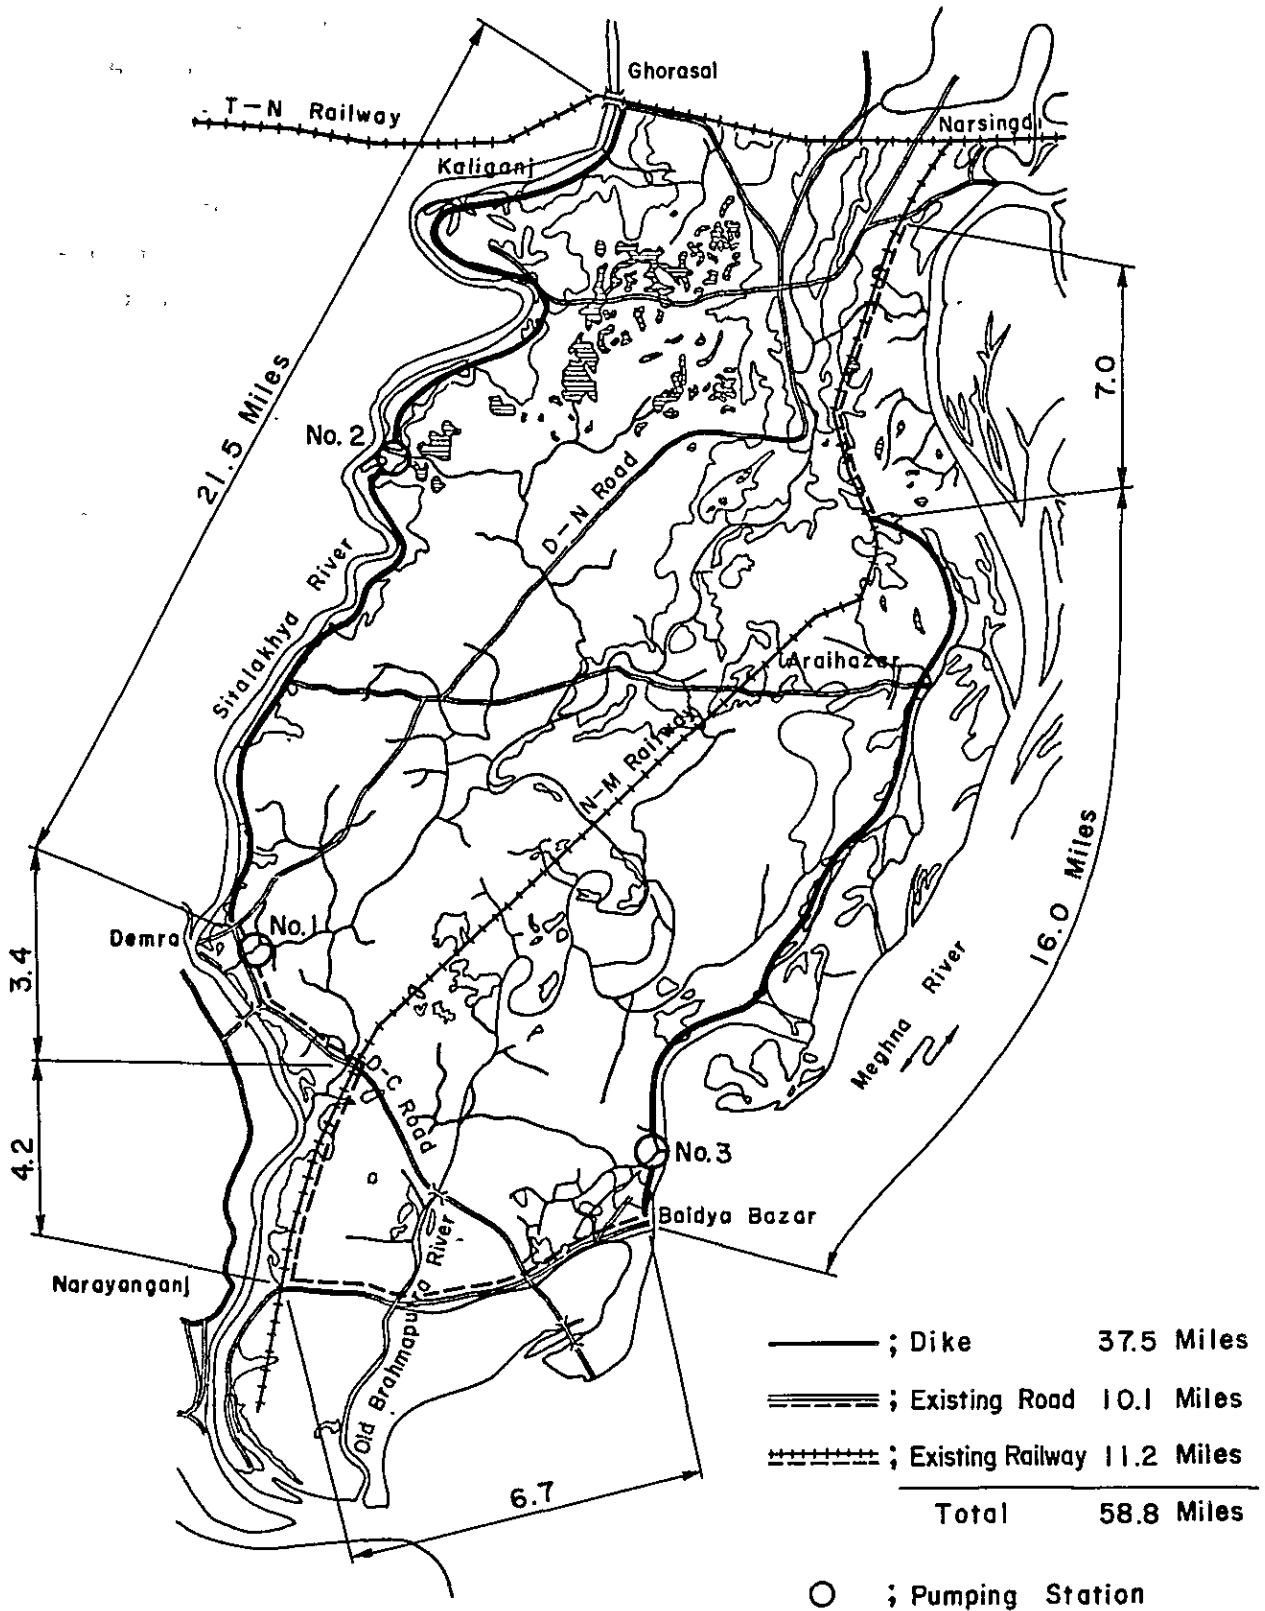 Ghorasal
T-N Railway
Narsingdi
Kaliganj
7.0
21.5 Miles
No. 2
D-N Road
Sitalakhya River
Araihazar
N-M Railway
16.0 Miles
No. 1
Demra
3.4
Meghna River
D-C Road
4.2
No. 3
Baidya Bazar
Narayanganj
Old Brahmapura River
6.7
; Dike 37.5 Miles
; Existing Road 10.1 Miles
; Existing Railway 11.2 Miles
Total 58.8 Miles
; Pumping Station